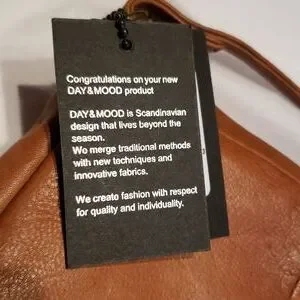 Congratulations on your new
DAY&MOOD product
DAY&MOOD is Scandinavian
design that lives beyond the
season.
Wo merge traditional methods
with new techniques and
innovative fabrics.
We create fashion with respect
for quality and individuality.